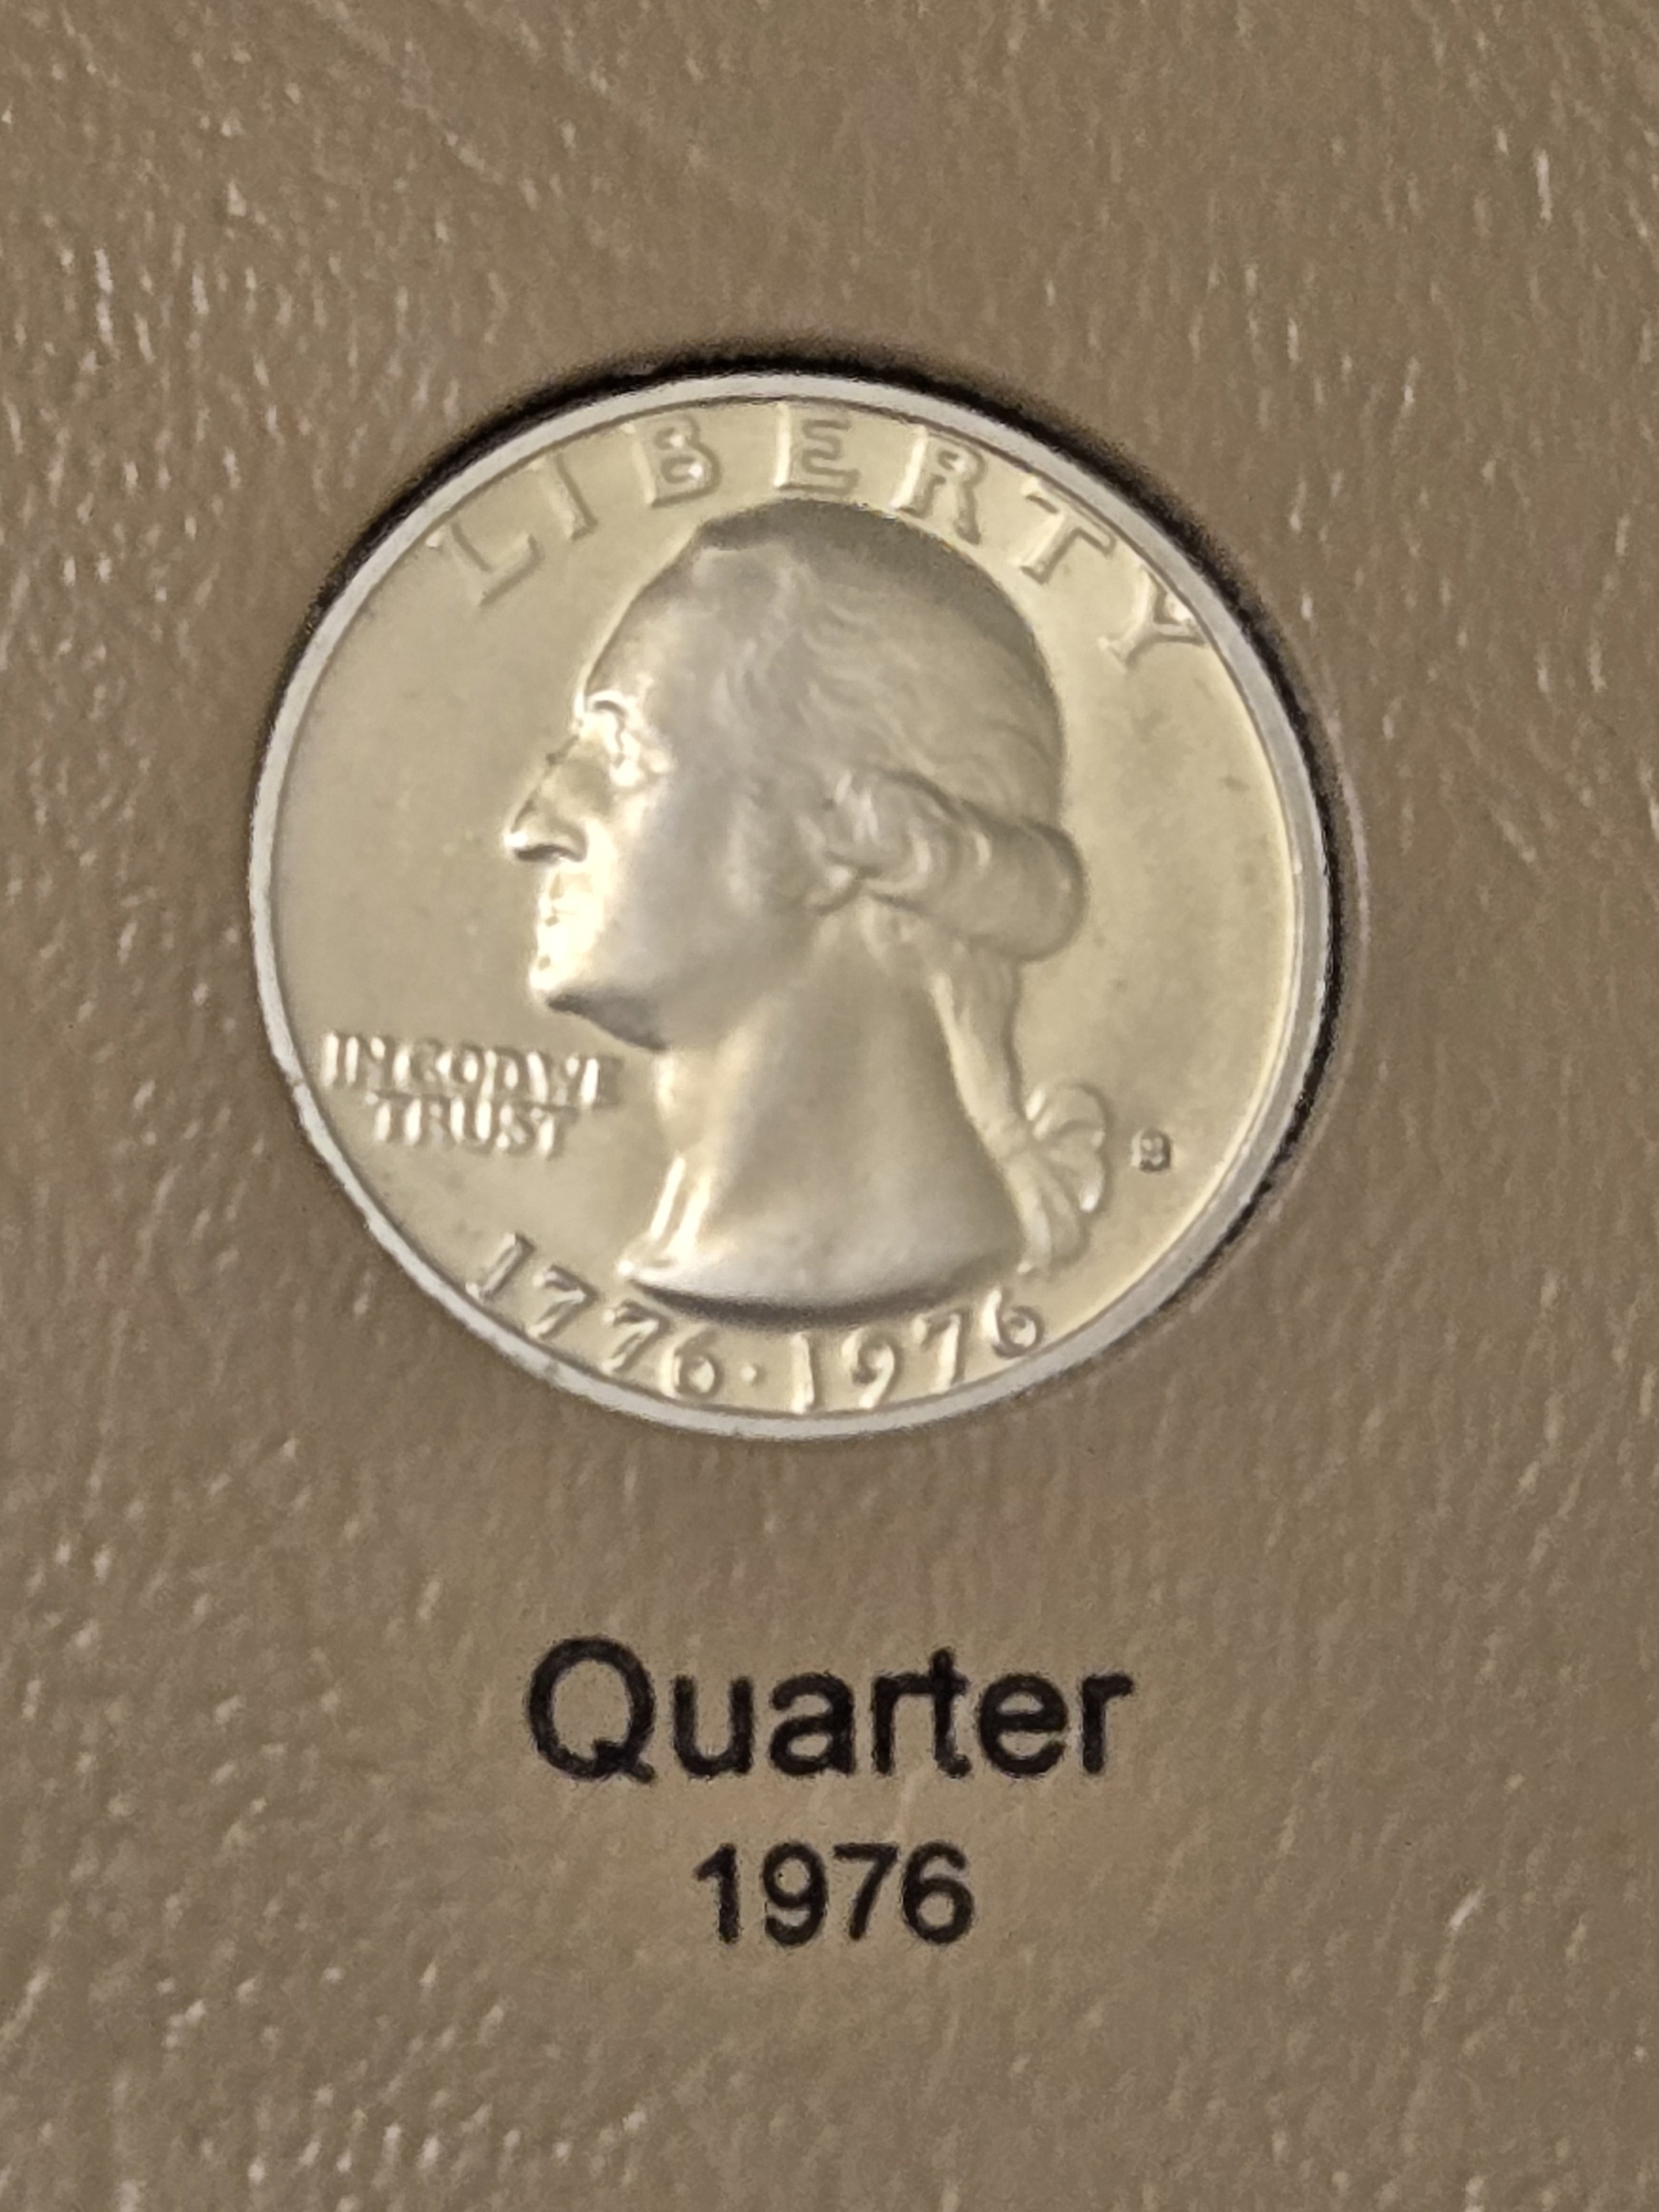 LIBERTY
IN GOD WE
TRUST
S
1776·1976
Quarter
1976